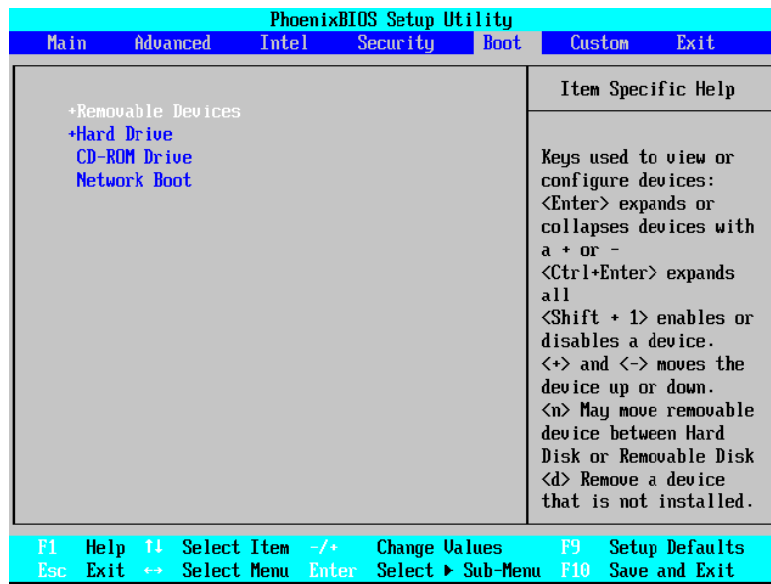 PhoenixBIOS Setup Utility
Main Advanced Intel Security Boot Custom Exit
+Removable Devices
+Hard Drive
CD-ROM Drive
Network Boot
Item Specific Help
Keys used to view or
configure devices:
<Enter> expands or
collapses devices with
a + or -
<Ctrl+Enter> expands
all
<Shift + 1> enables or
disables a device.
<+> and <-> moves the
device up or down.
<n> May move removable
device between Hard
Disk or Removable Disk
<d> Remove a device
that is not installed.
F1 Help ↑↓ Select Item -/+ Change Values F9 Setup Defaults
Esc Exit ↔ Select Menu Enter Select ▶ Sub-Menu F10 Save and Exit